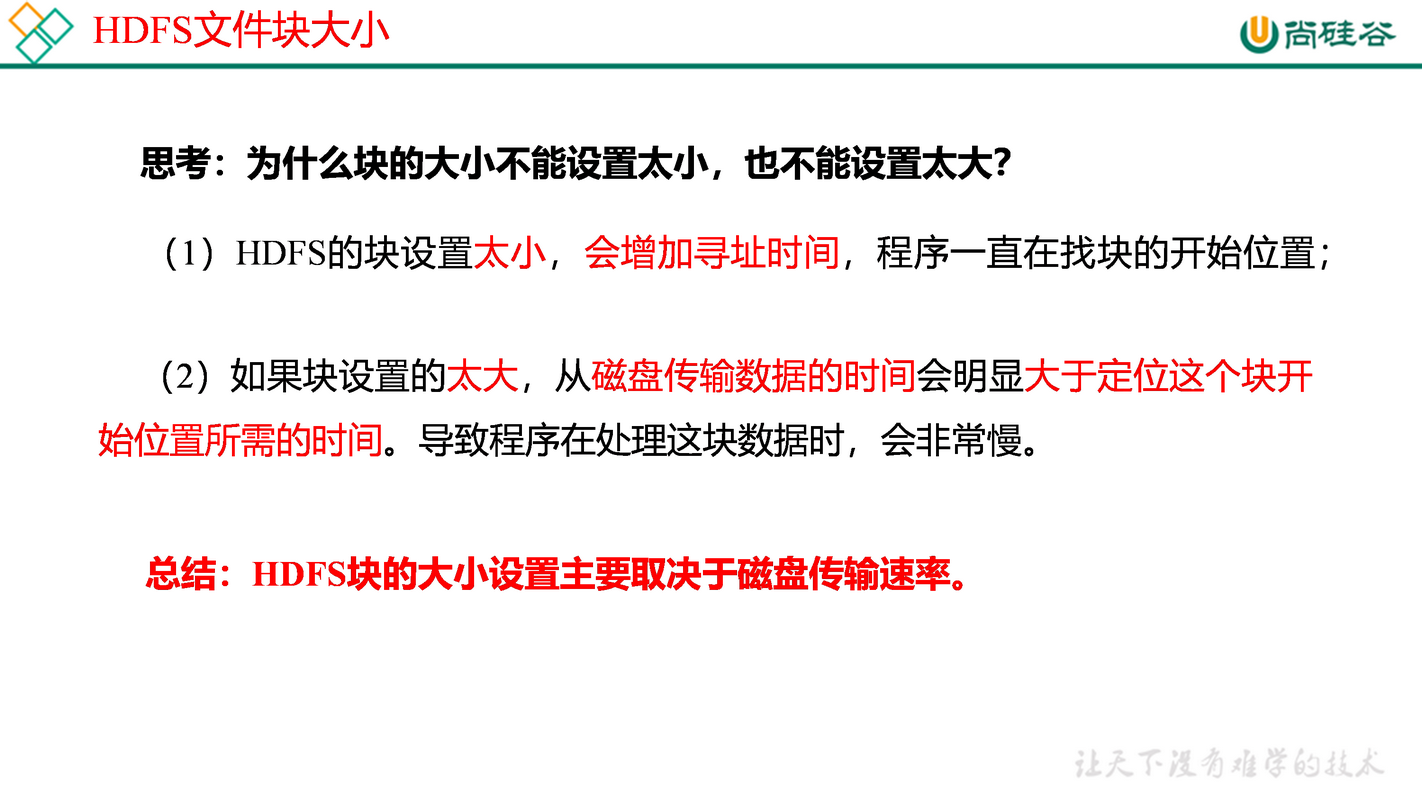 HDFS文件块大小
尚硅谷
思考：为什么块的大小不能设置太小，也不能设置太大？
（1）HDFS的块设置太小，会增加寻址时间，程序一直在找块的开始位置；
（2）如果块设置的太大，从磁盘传输数据的时间会明显大于定位这个块开
始位置所需的时间。导致程序在处理这块数据时，会非常慢。
总结：HDFS块的大小设置主要取决于磁盘传输速率。
让天下没有难学的技术